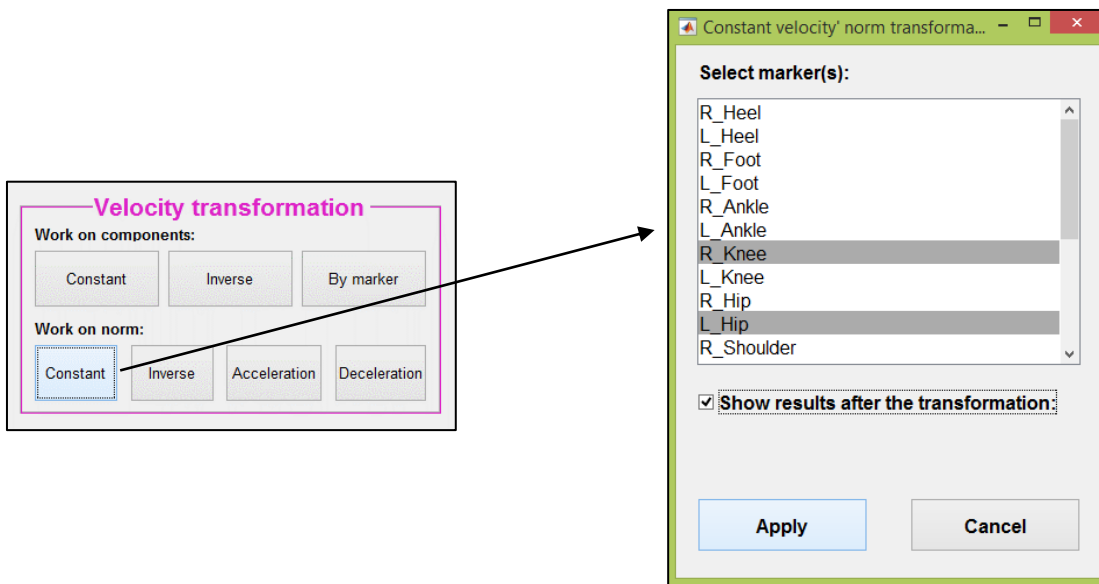 Velocity transformation
Work on components:
Constant Inverse By marker
Work on norm:
Constant Inverse Acceleration Deceleration
Constant velocity' norm transforma...
Select marker(s):
R_Heel
L_Heel
R_Foot
L_Foot
R_Ankle
L_Ankle
R_Knee
L_Knee
R_Hip
L_Hip
R_Shoulder
Show results after the transformation:
Apply Cancel